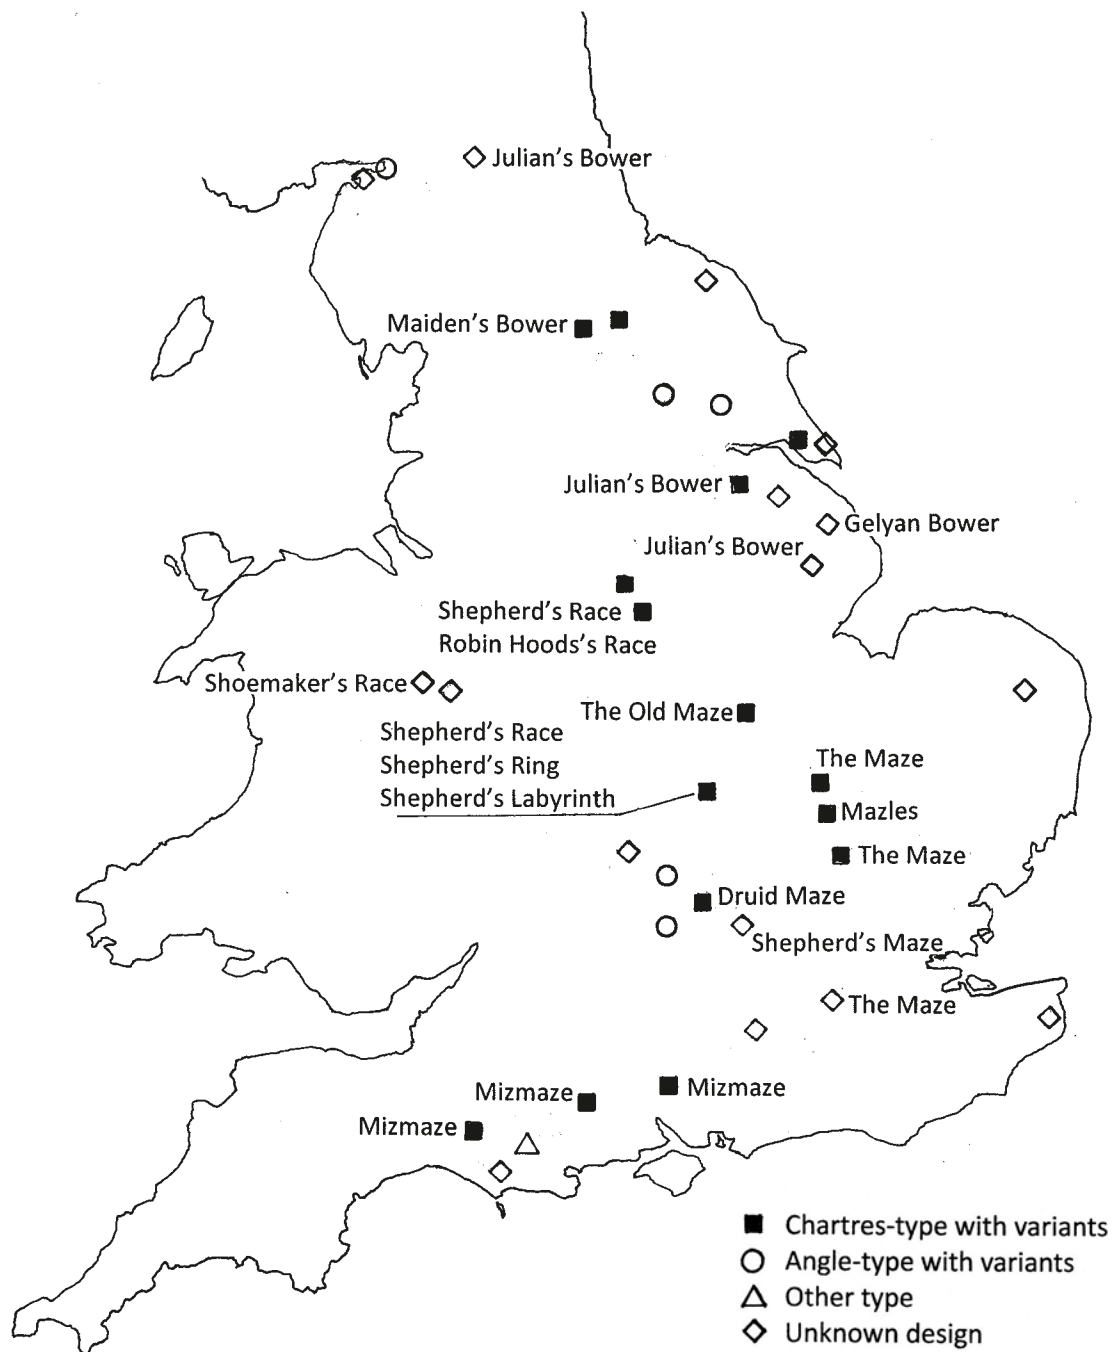 Julian's Bower
Maiden's Bower
Julian's Bower
Gelyan Bower
Julian's Bower
Shepherd's Race
Robin Hoods's Race
Shoemaker's Race
The Old Maze
Shepherd's Race
Shepherd's Ring
Shepherd's Labyrinth
The Maze
Mazles
The Maze
Druid Maze
Shepherd's Maze
The Maze
Mizmaze
Mizmaze
Mizmaze
Chartres-type with variants
Angle-type with variants
Other type
Unknown design